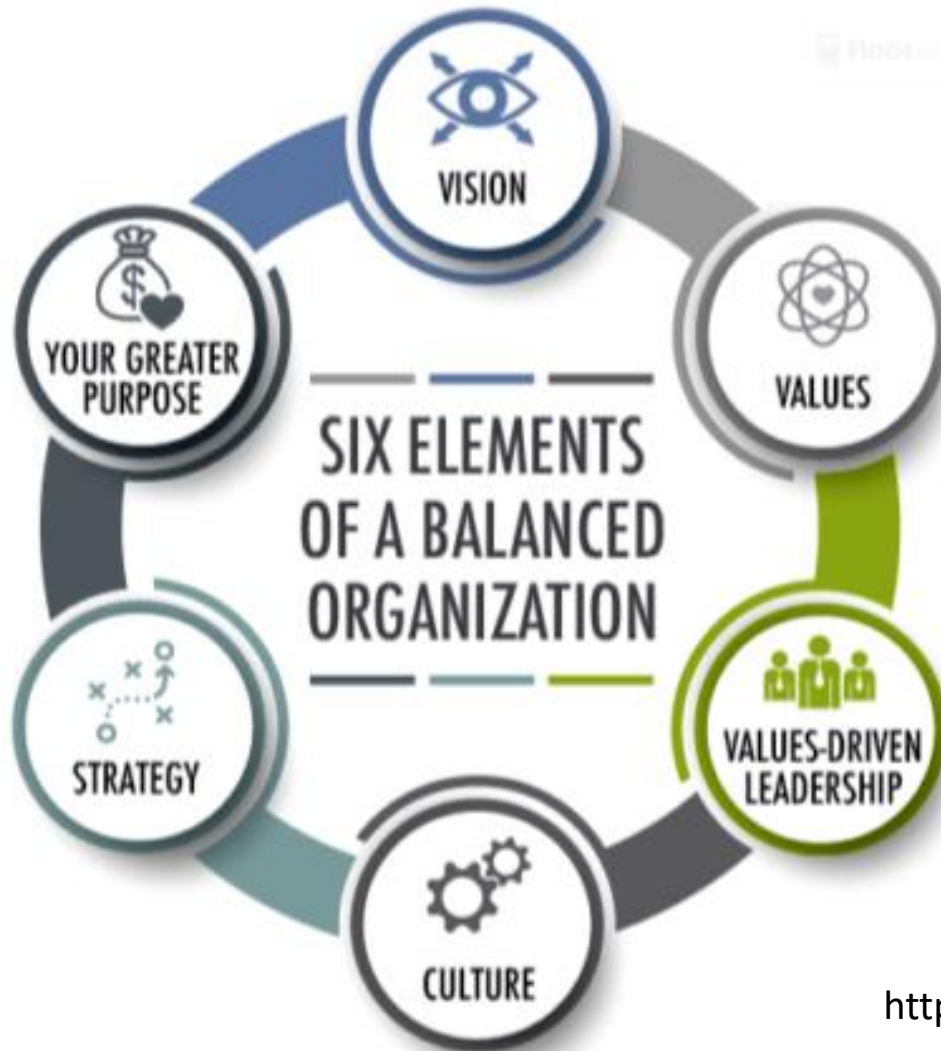 VISION
VALUES
YOUR GREATER
PURPOSE
SIX ELEMENTS
OF A BALANCED
ORGANIZATION
VALUES-DRIVEN
LEADERSHIP
STRATEGY
CULTURE
http